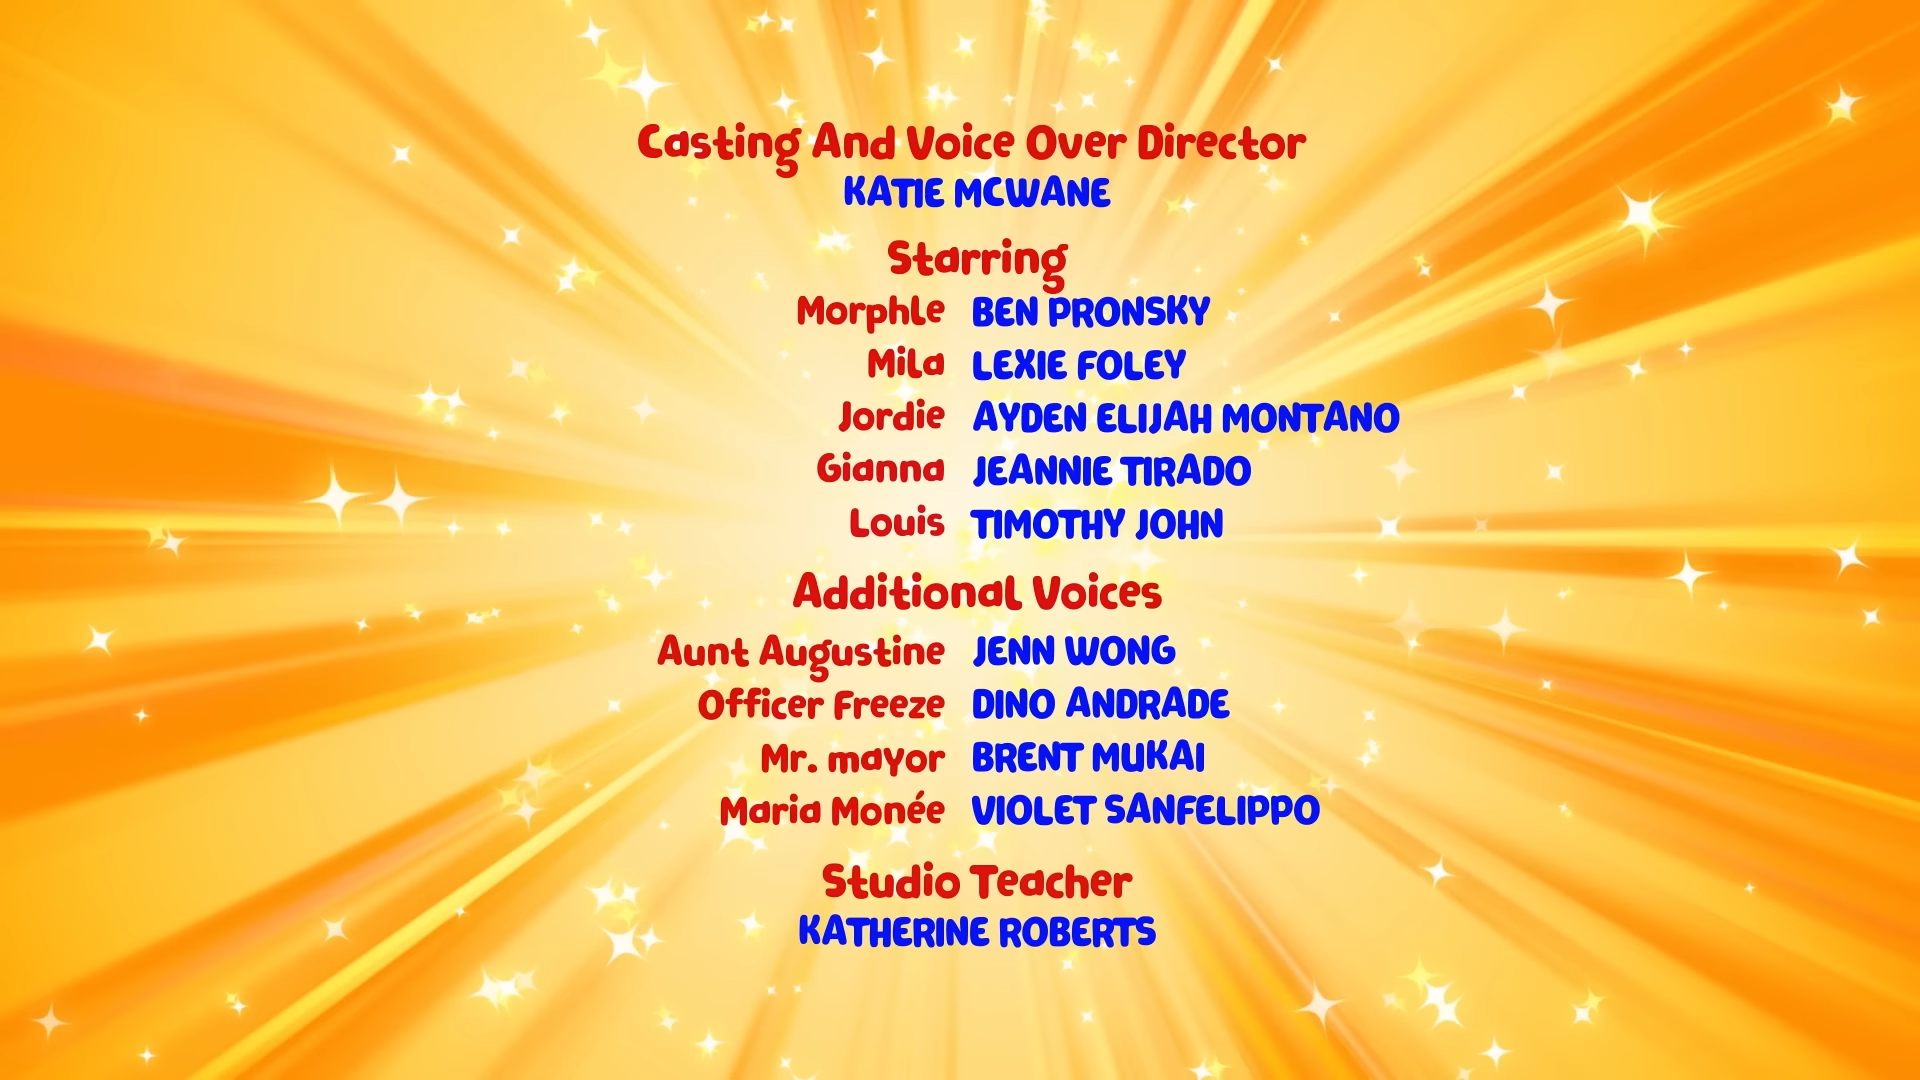 Casting And Voice Over Director
KATIE MCWANE
Starring
Morphle BEN PRONSKY
Mila LEXIE FOLEY
Jordie AYDEN ELIJAH MONTANO
Gianna JEANNIE TIRADO
Louis TIMOTHY JOHN
Additional Voices
Aunt Augustine JENN WONG
Officer Freeze DINO ANDRADE
Mr. mayor BRENT MUKAI
Maria Monée VIOLET SANFELIPPO
Studio Teacher
KATHERINE ROBERTS